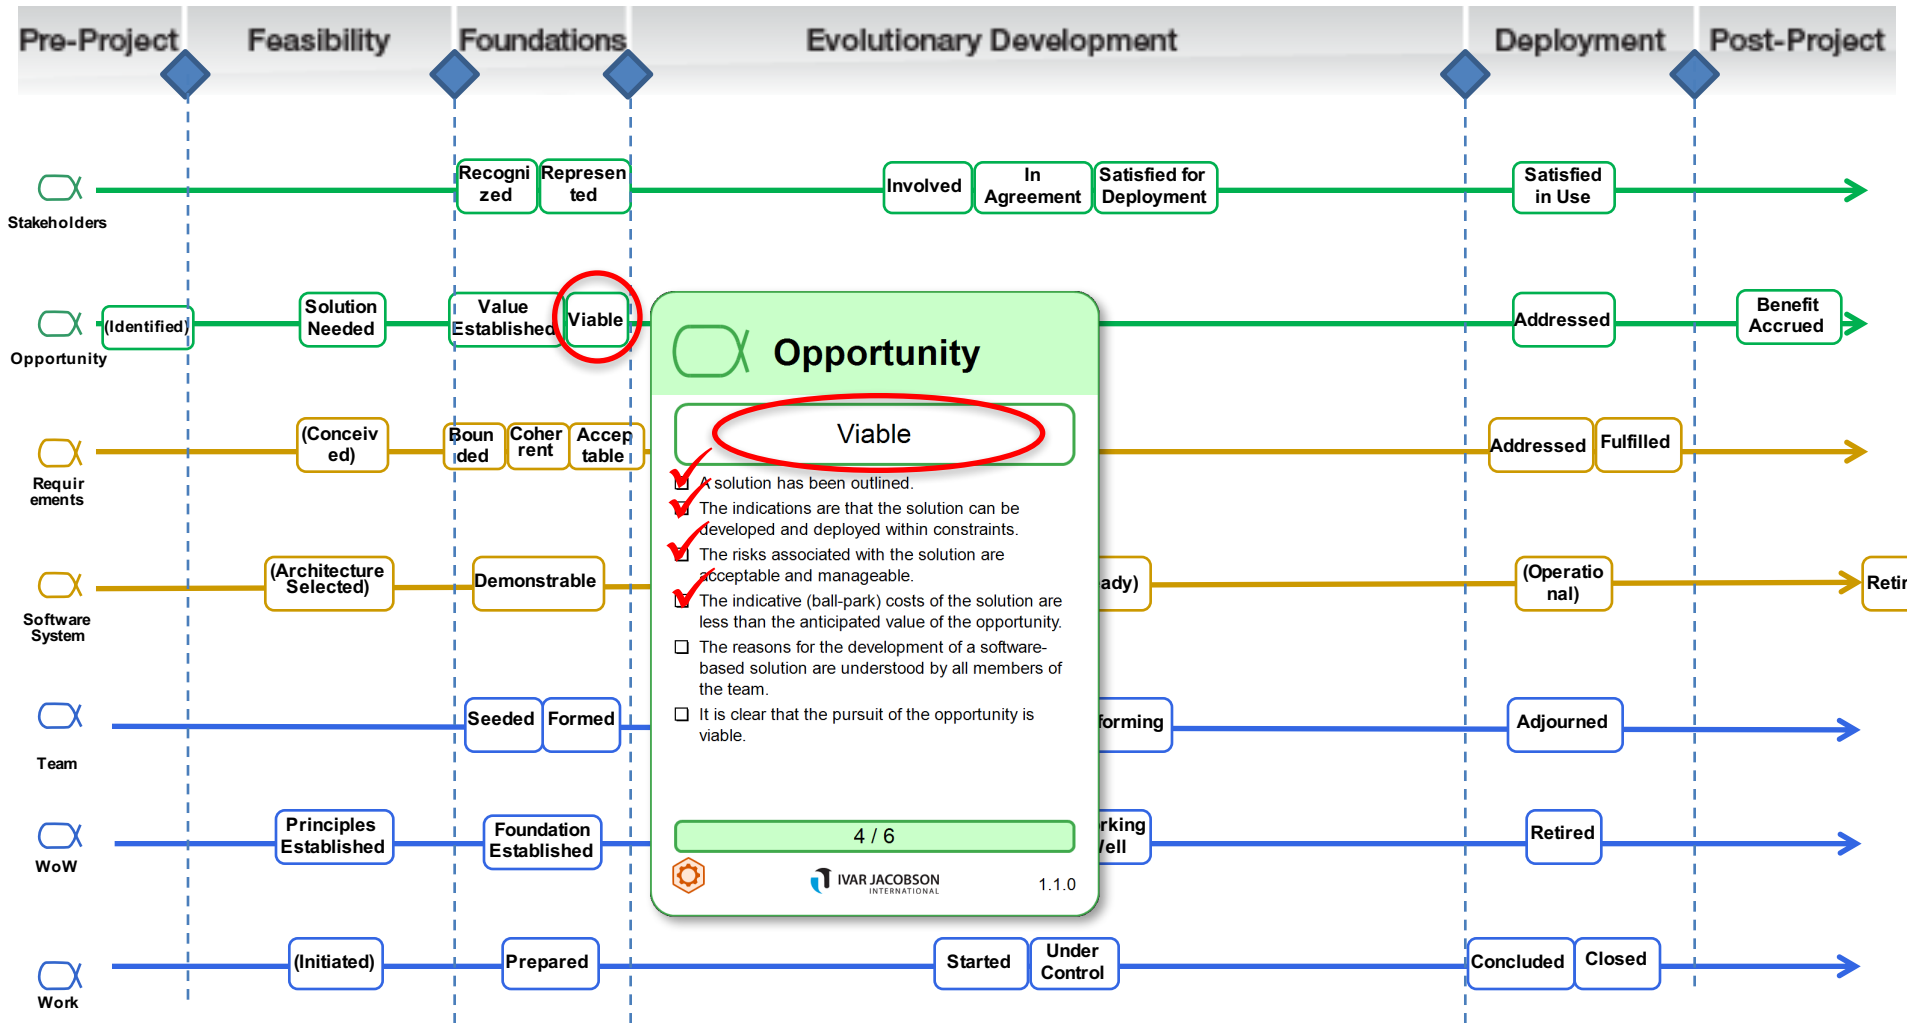 Pre-Project Feasibility Foundations Evolutionary Development Deployment Post-Project
Recogni
zed
Represen
ted
Involved
In
Agreement
Satisfied for
Deployment
Satisfied
in Use
Stakeholders
(Identified)
Solution
Needed
Value
Established
Viable
Addressed
Benefit
Accrued
Opportunity
(Conceiv
ed)
Boun
ded
Coher
rent
Accep
table
Addressed
Fulfilled
Requir
ements
(Architecture
Selected)
Demonstrable
ady)
(Operatio
nal)
Retir
Software
System
Seeded
Formed
forming
Adjourned
Team
Principles
Established
Foundation
Established
rking
Retired
WoW
(Initiated)
Prepared
Started
Under
Control
Concluded
Closed
Work
Opportunity
Viable
A solution has been outlined.
The indications are that the solution can be
developed and deployed within constraints.
The risks associated with the solution are
acceptable and manageable.
The indicative (ball-park) costs of the solution are
less than the anticipated value of the opportunity.
The reasons for the development of a software-
based solution are understood by all members of
the team.
It is clear that the pursuit of the opportunity is
viable.
4 / 6
IVAR JACOBSON
INTERNATIONAL
1.1.0